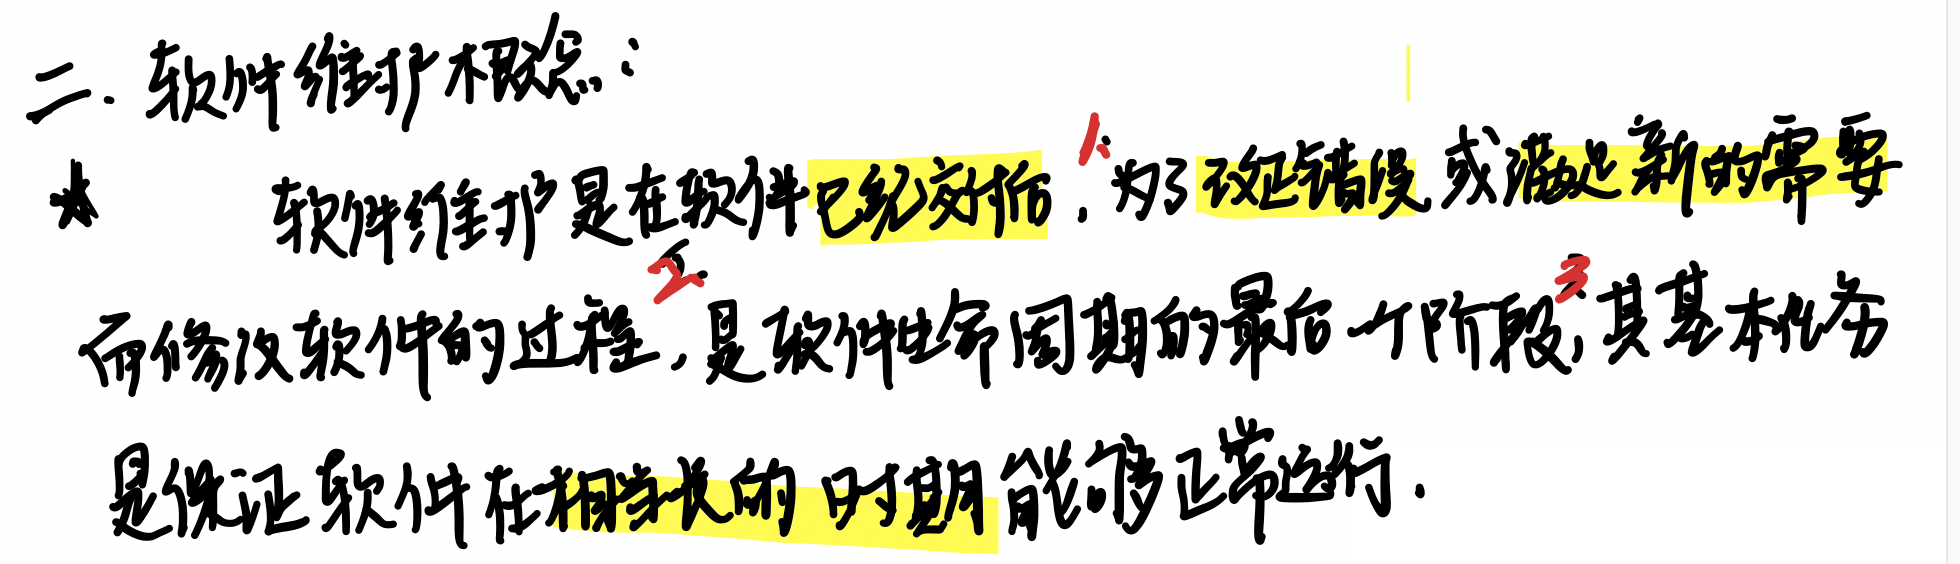 二. 软件维护概念:
★ 软件维护是在软件已经交付后, 1. 为了改正错误或满足新的需要
而修改软件的过程, 2. 是软件生命周期的最后一个阶段, 3 其基本任务
是保证软件在相当长的时期能够正常运行.